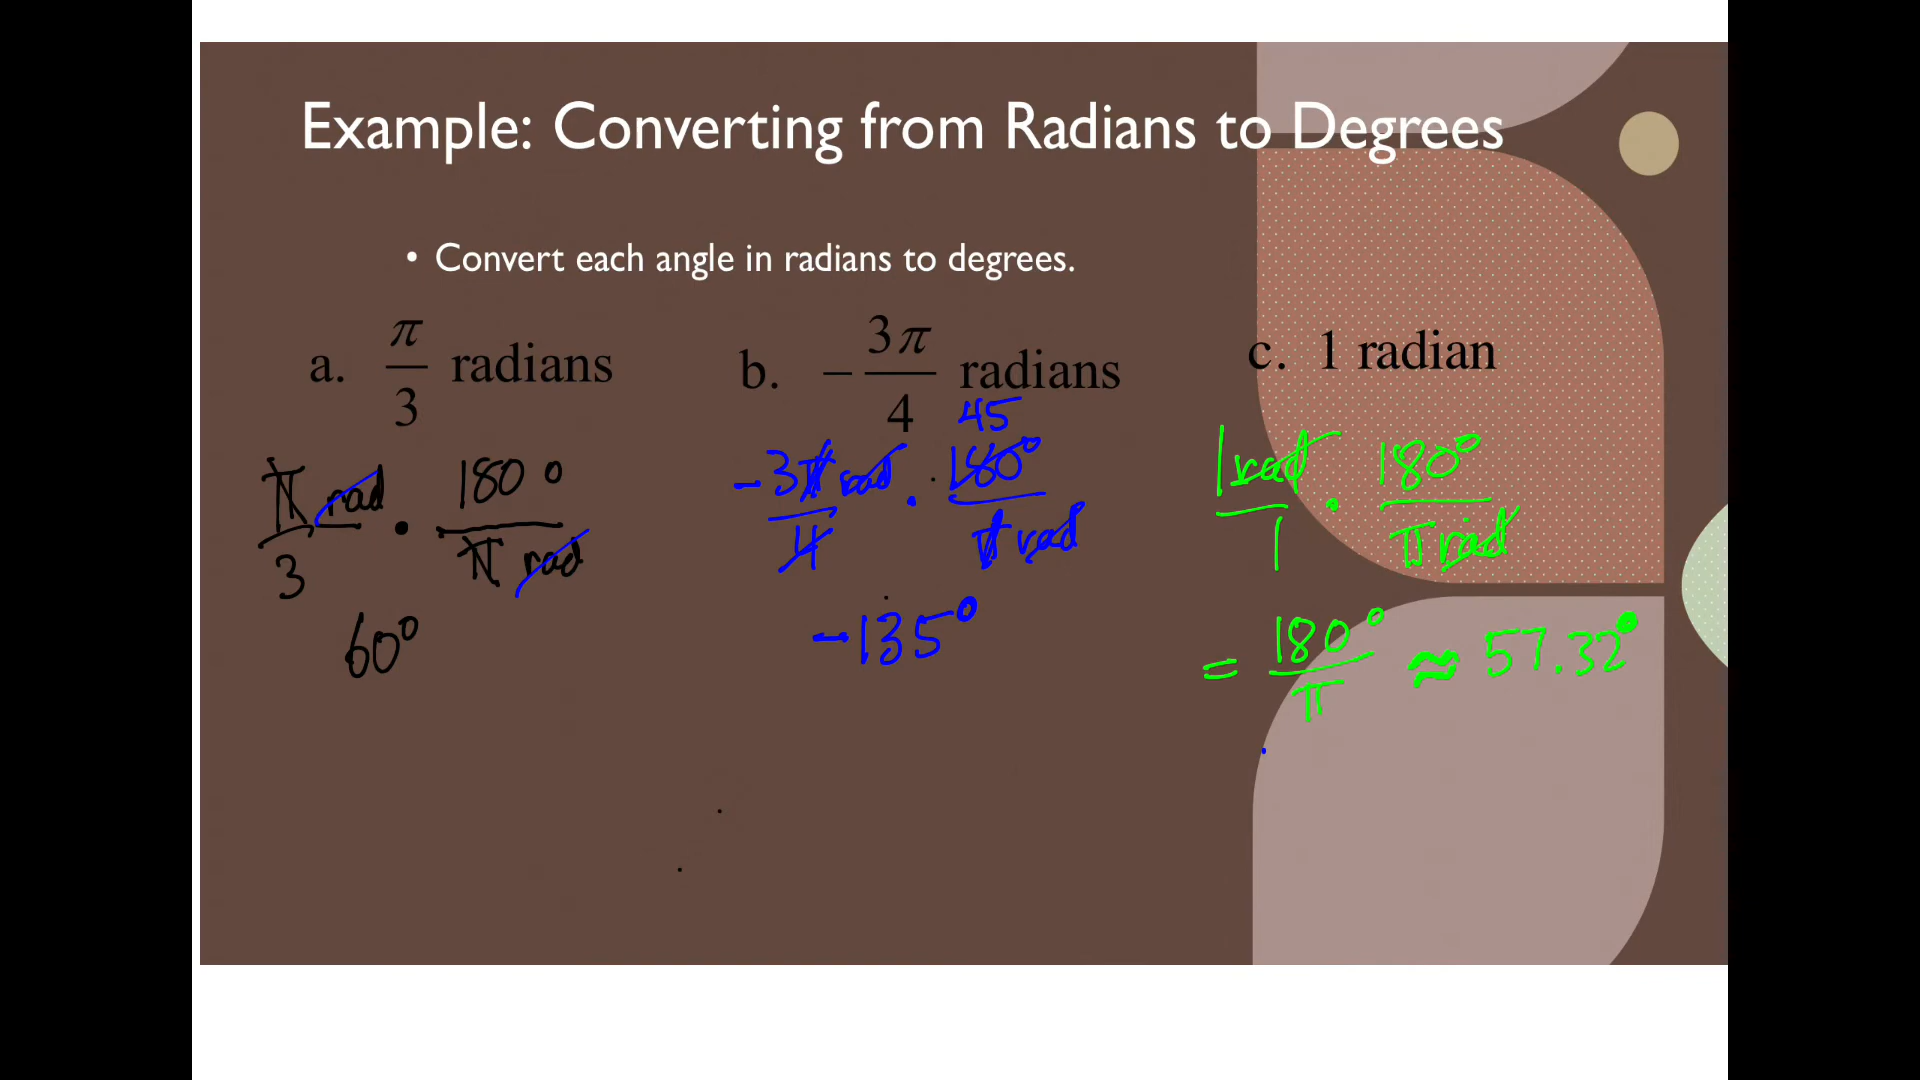 Example: Converting from Radians to Degrees
• Convert each angle in radians to degrees.
a. π/3 radians
b. −3π/4 radians
c. 1 radian
π rad/3 · 180°/π rad
60°
45
−3π rad/4 · 180°/π rad
−135°
1 rad/1 · 180°/π rad
= 180°/π ≈ 57.32°